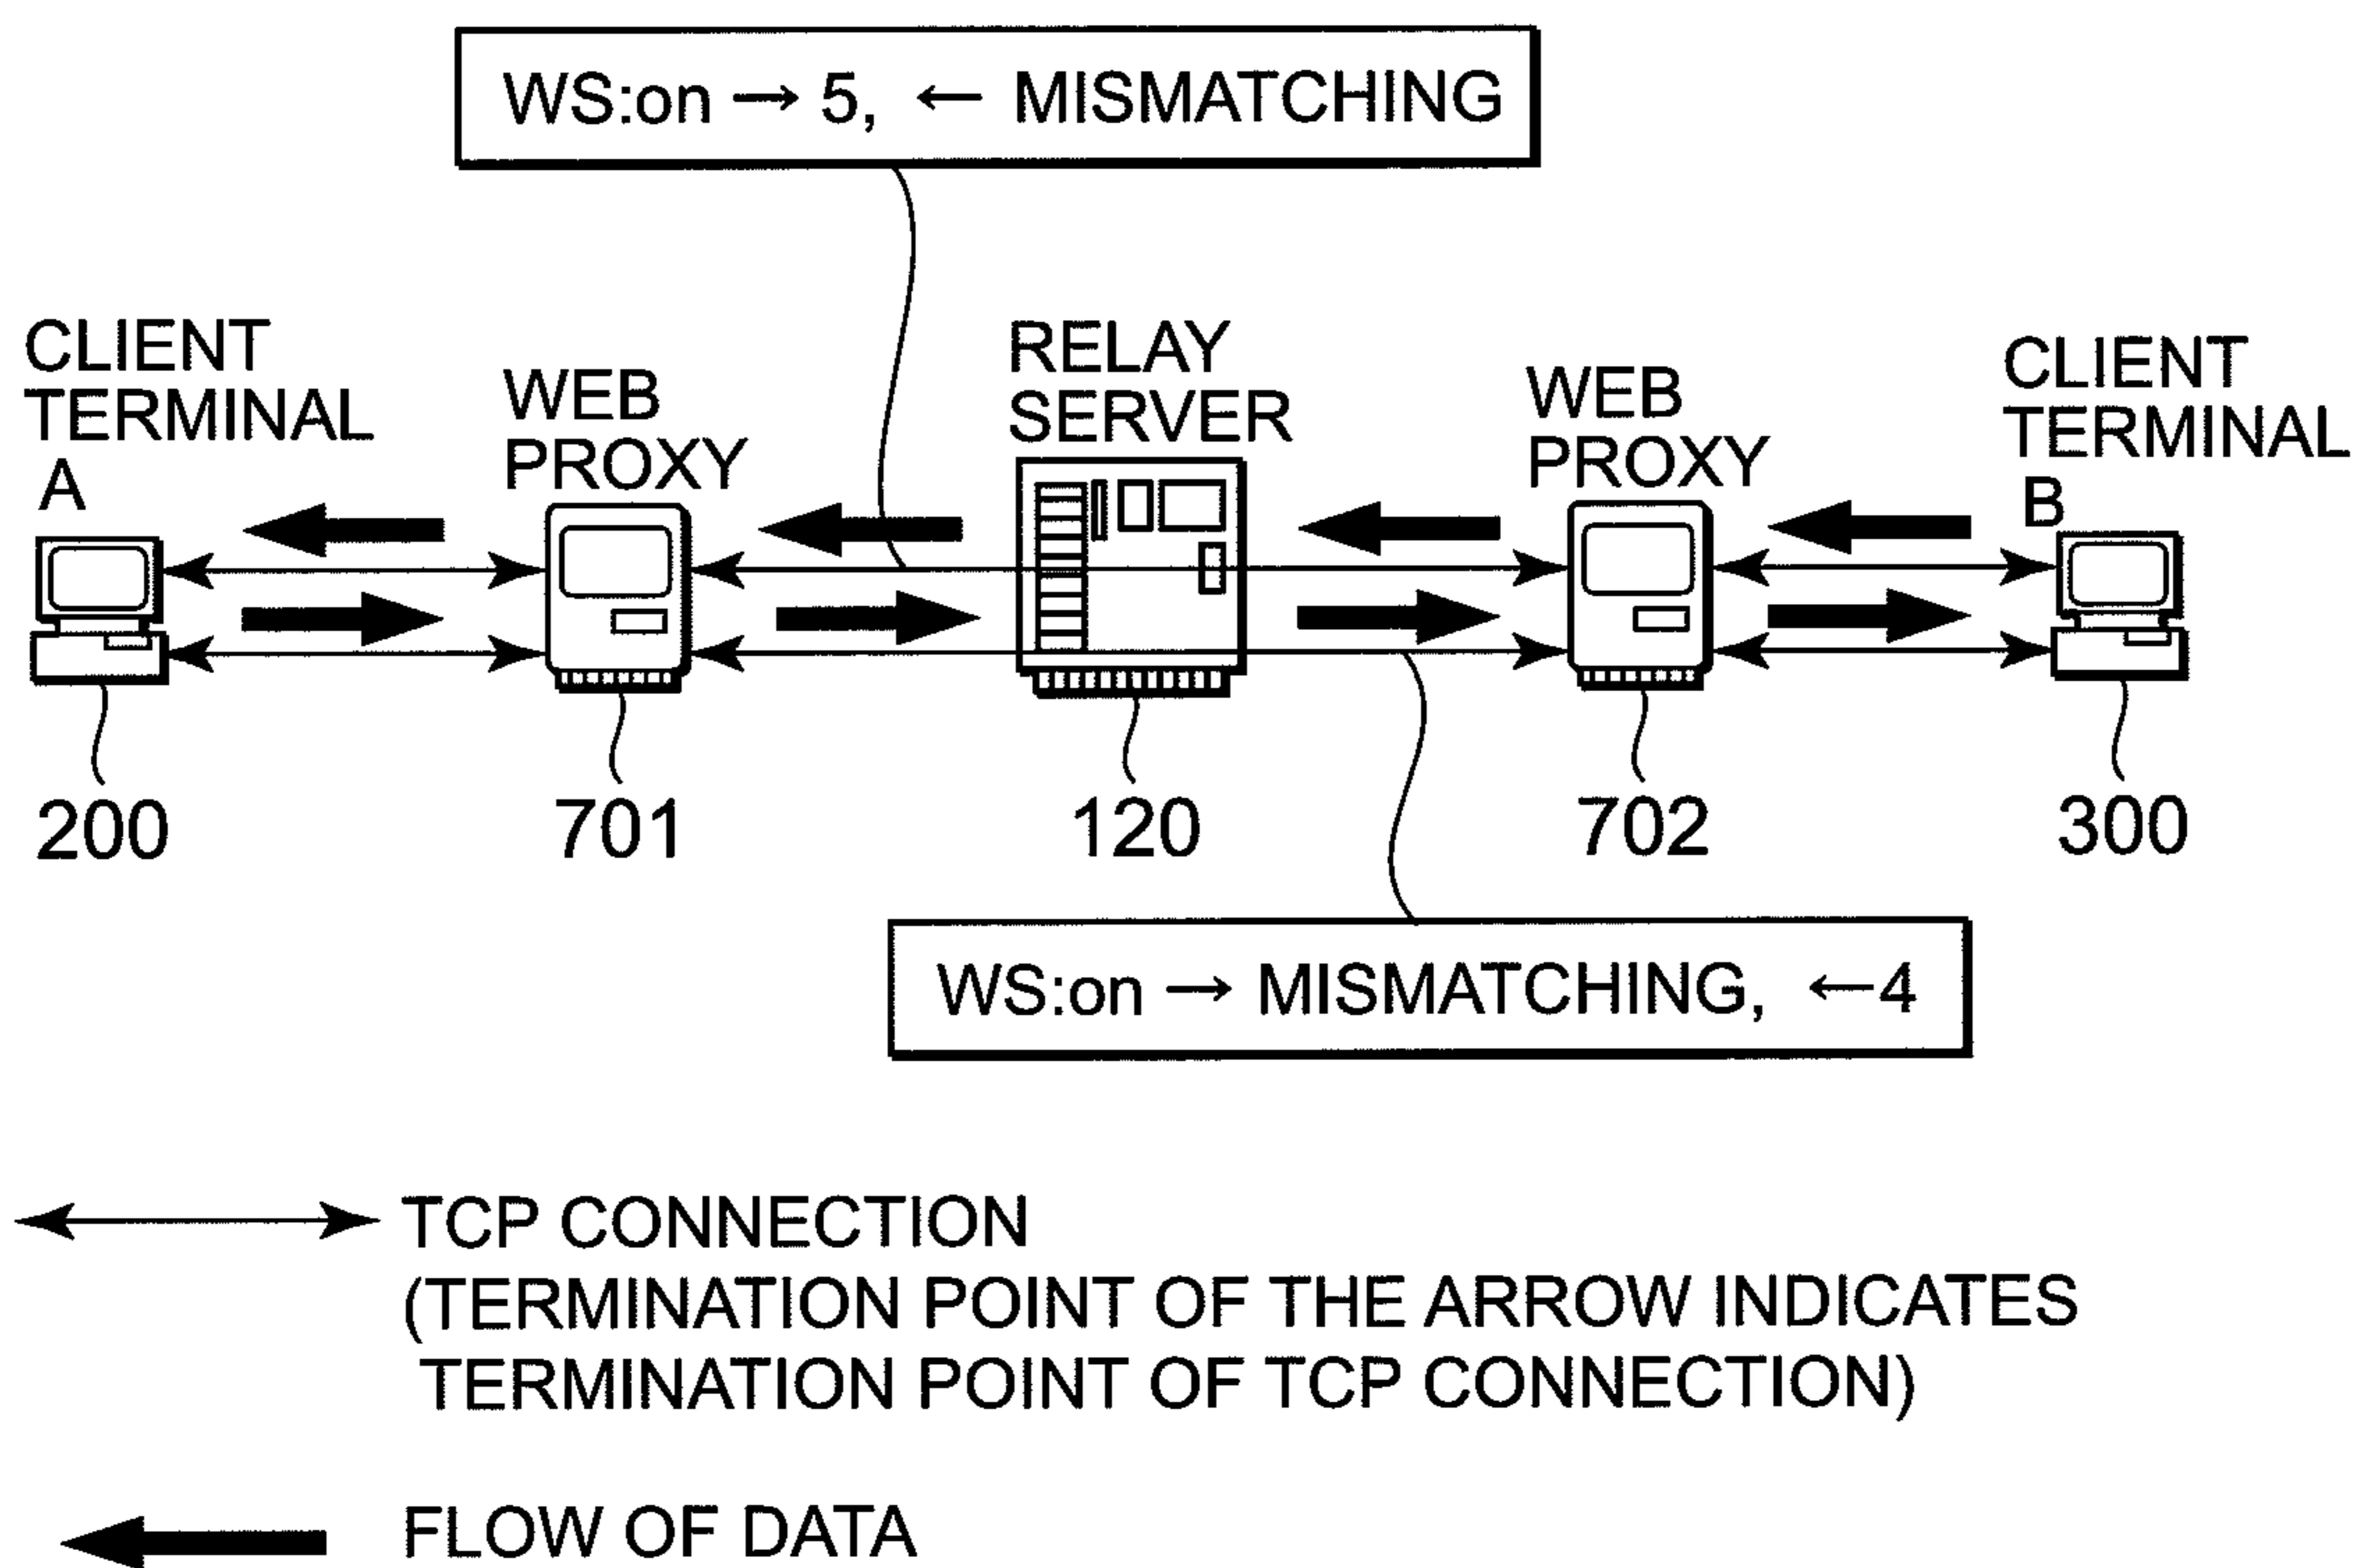 WS:on → 5, ← MISMATCHING
CLIENT
TERMINAL
A
WEB
PROXY
RELAY
SERVER
WEB
PROXY
CLIENT
TERMINAL
B
200
701
120
702
300
WS:on → MISMATCHING, ←4
TCP CONNECTION
(TERMINATION POINT OF THE ARROW INDICATES
TERMINATION POINT OF TCP CONNECTION)
FLOW OF DATA